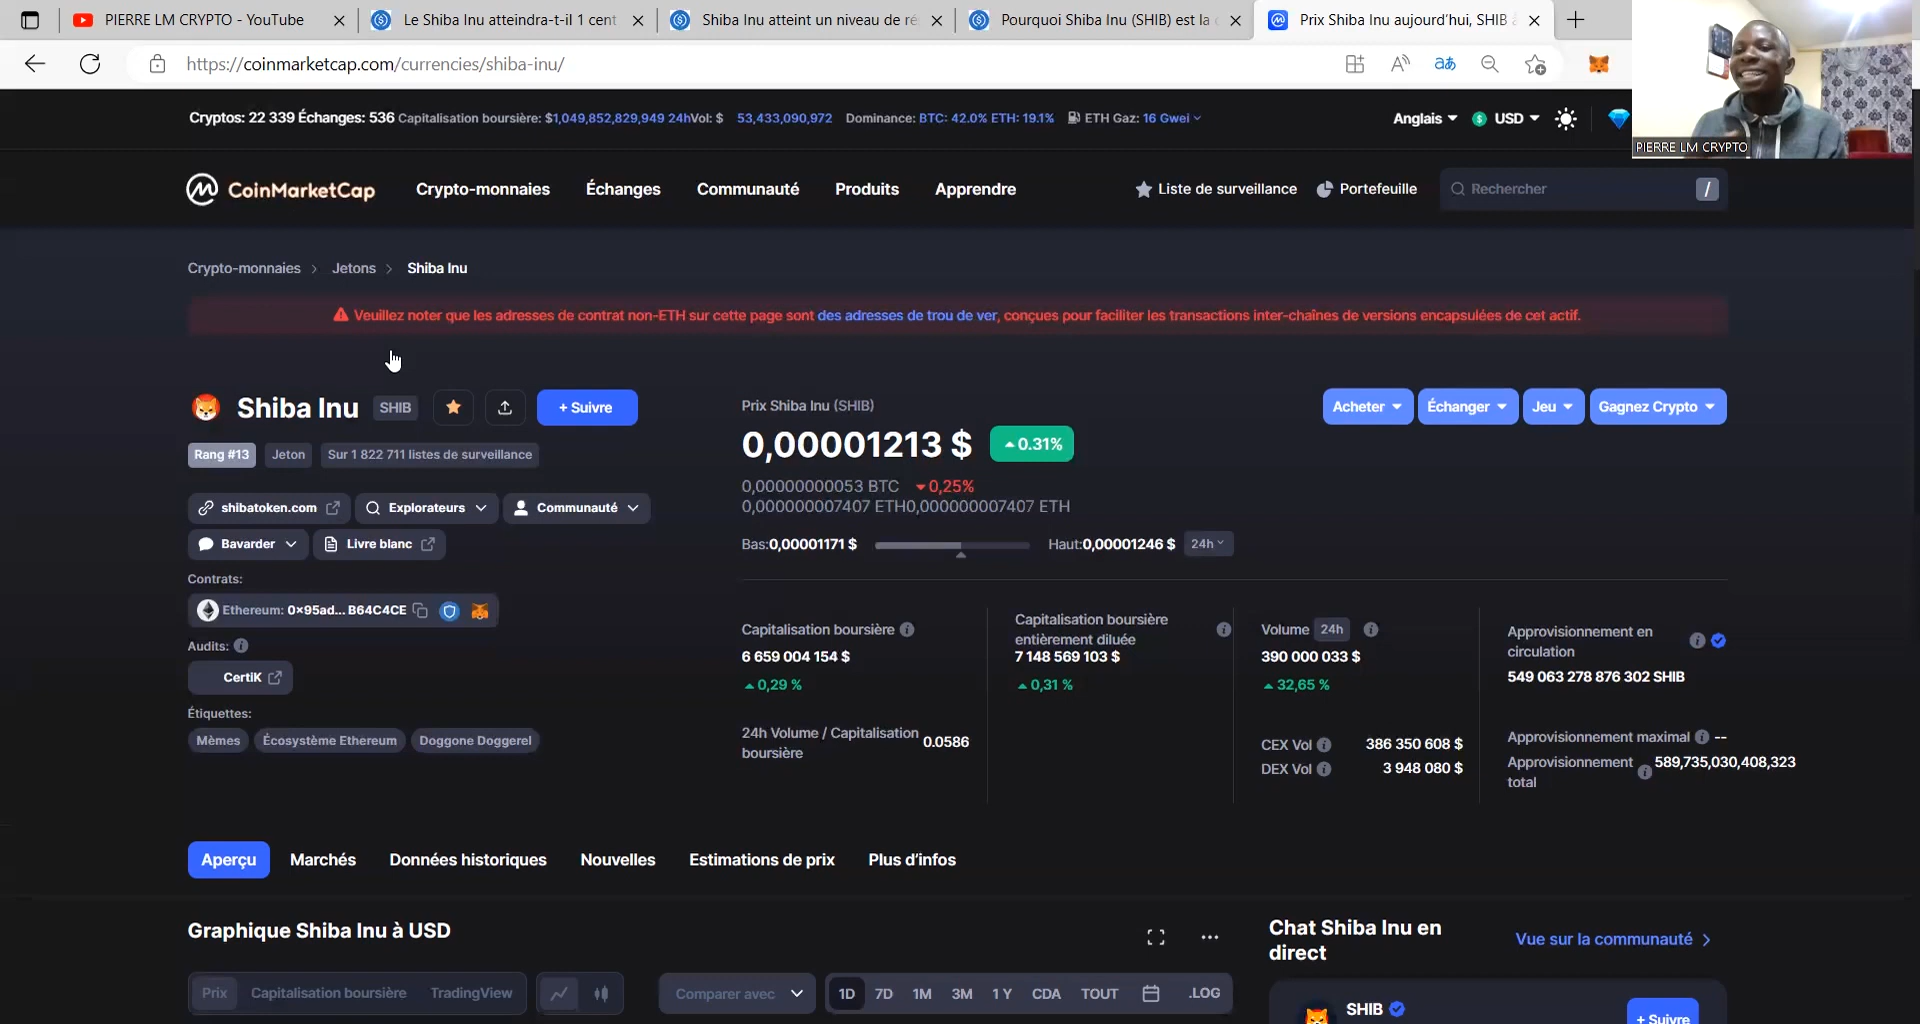 PIERRE LM CRYPTO - YouTube
Le Shiba Inu atteindra-t-il 1 cent
Shiba Inu atteint un niveau de ré
Pourquoi Shiba Inu (SHIB) est la
Prix Shiba Inu aujourd'hui, SHIB
https://coinmarketcap.com/currencies/shiba-inu/
PIERRE LM CRYPTO
Cryptos: 22 339 Échanges: 536 Capitalisation boursière: $1,049,852,829,949 24hVol: $ 53,433,090,972 Dominance: BTC: 42.0% ETH: 19.1% ETH Gaz: 16 Gwei
Anglais USD
CoinMarketCap Crypto-monnaies Échanges Communauté Produits Apprendre Liste de surveillance Portefeuille Rechercher /
Crypto-monnaies > Jetons > Shiba Inu
Veuillez noter que les adresses de contrat non-ETH sur cette page sont des adresses de trou de ver, conçues pour faciliter les transactions inter-chaînes de versions encapsulées de cet actif.
Shiba Inu SHIB + Suivre
Rang #13 Jeton Sur 1 822 711 listes de surveillance
shibatoken.com Explorateurs Communauté
Bavarder Livre blanc
Contrats:
Ethereum: 0x95ad... B64C4CE
Audits:
CertiK
Étiquettes:
Mèmes Écosystème Ethereum Doggone Doggerel
Prix Shiba Inu (SHIB)
0,00001213 $ 0.31%
0,00000000053 BTC 0,25%
0,000000007407 ETH0,000000007407 ETH
Bas:0,00001171 $ Haut:0,00001246 $ 24h
Acheter Échanger Jeu Gagnez Crypto
Capitalisation boursière
6 659 004 154 $
0,29 %
24h Volume / Capitalisation
boursière
0.0586
Capitalisation boursière
entièrement diluée
7 148 569 103 $
0,31 %
Volume 24h
390 000 033 $
32,65 %
CEX Vol 386 350 608 $
DEX Vol 3 948 080 $
Approvisionnement en
circulation
549 063 278 876 302 SHIB
Approvisionnement maximal --
Approvisionnement
total
589,735,030,408,323
Aperçu Marchés Données historiques Nouvelles Estimations de prix Plus d'infos
Graphique Shiba Inu à USD
Prix Capitalisation boursière TradingView
Comparer avec
1D 7D 1M 3M 1 Y CDA TOUT .LOG
Chat Shiba Inu en
direct
Vue sur la communauté
SHIB
+ Suivre